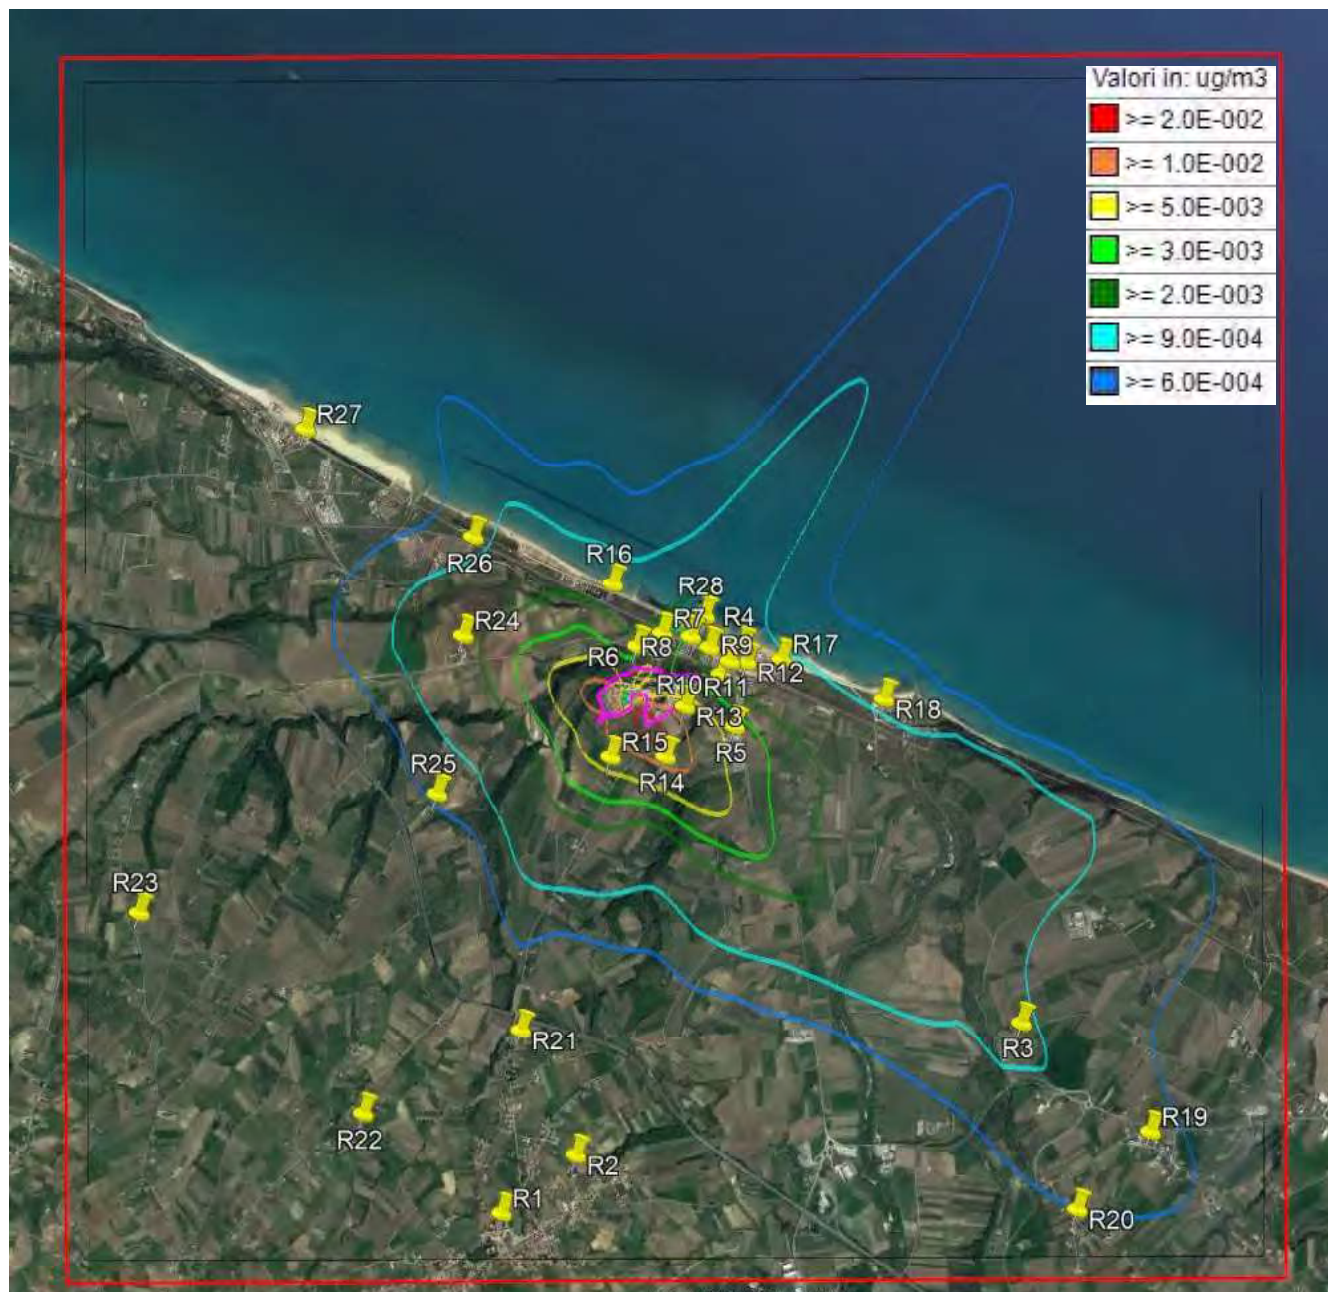 Valori in: ug/m3
>= 2.0E-002
>= 1.0E-002
>= 5.0E-003
>= 3.0E-003
>= 2.0E-003
>= 9.0E-004
>= 6.0E-004
R27
R26
R16
R28
R24
R7
R4
R8
R9
R17
R6
R12
R10
R11
R18
R13
R15
R5
R14
R25
R23
R21
R3
R19
R22
R2
R1
R20